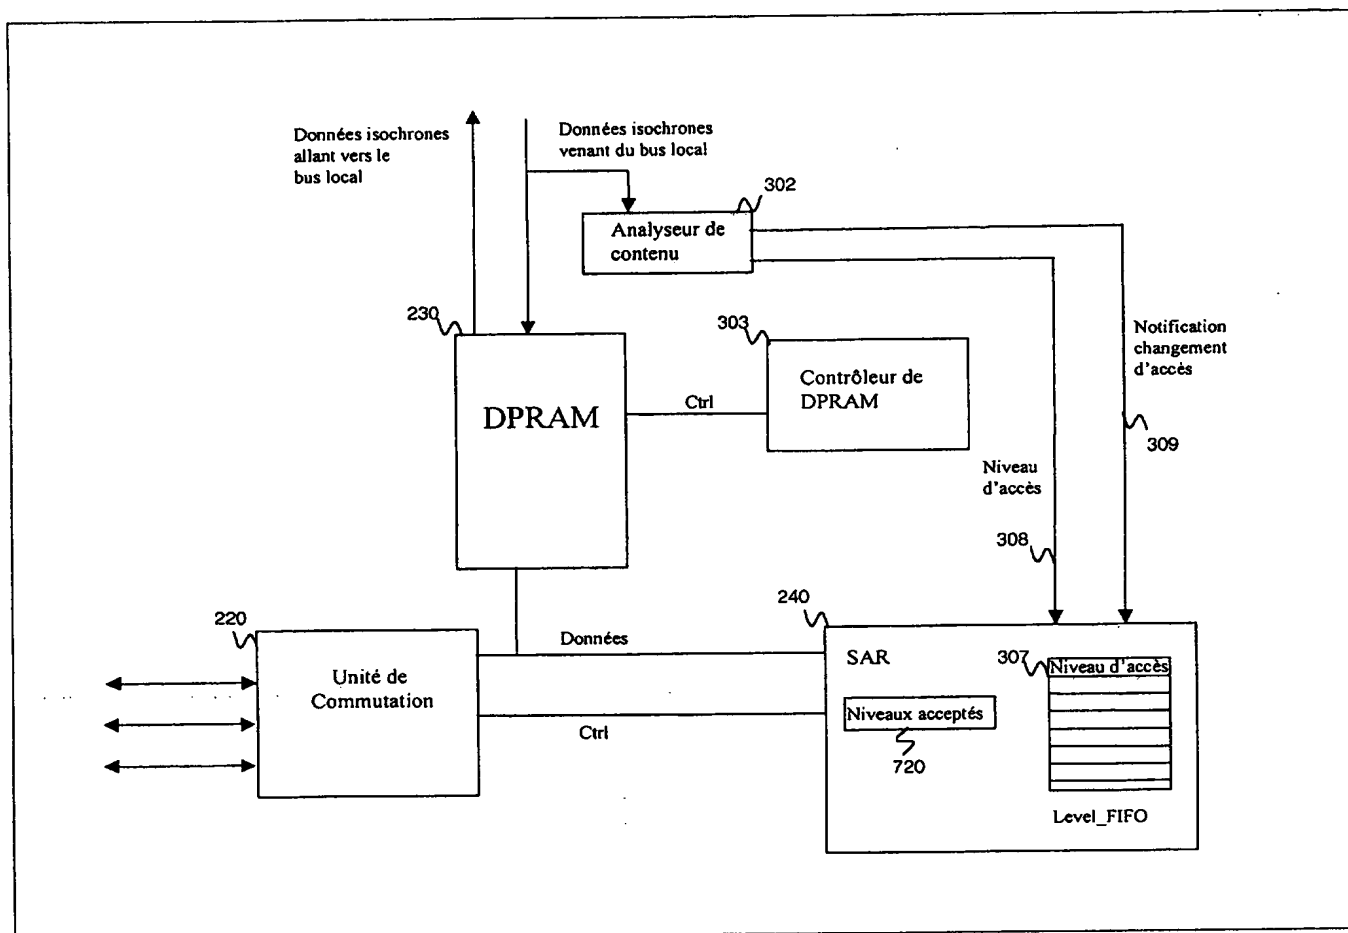 Données isochrones
allant vers le
bus local
Données isochrones
venant du bus local
302
Analyseur de
contenu
230
303
Notification
changement
d'accès
DPRAM
Ctrl
Contrôleur de
DPRAM
309
Niveau
d'accès
308
220
240
Données
Unité de
Commutation
SAR
307
Niveau d'accès
Niveaux acceptés
Ctrl
720
Level_FIFO